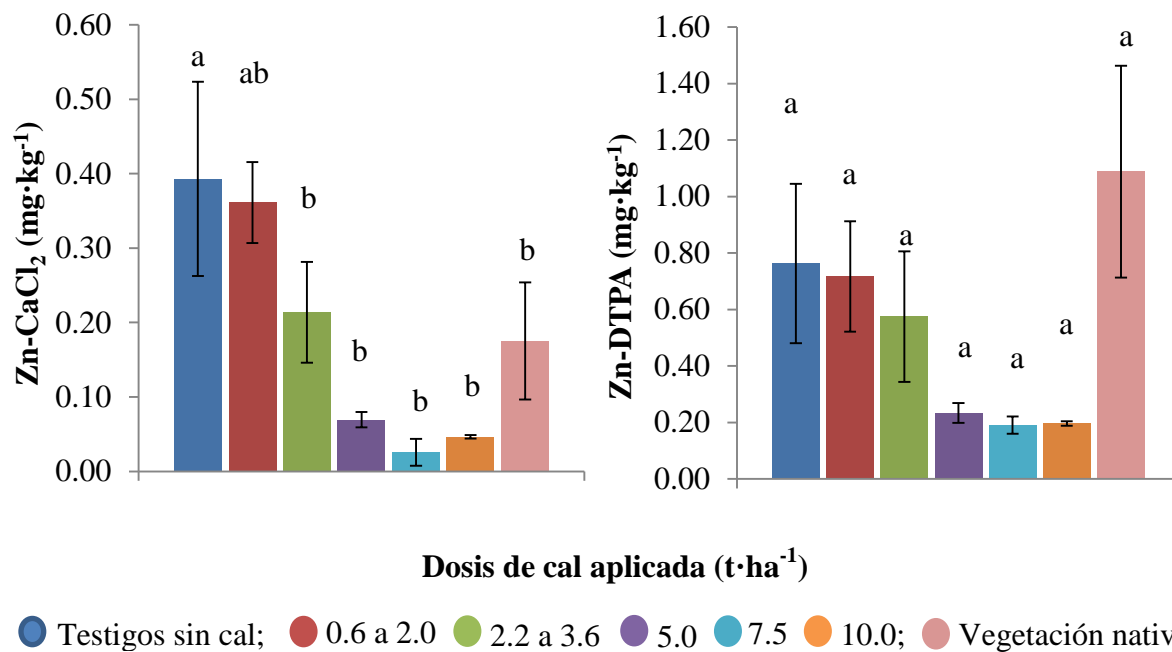 Zn-CaCl₂ (mg·kg⁻¹)
0.60
0.50
0.40
0.30
0.20
0.10
0.00
a
ab
b
b
b
b
b
Zn-DTPA (mg·kg⁻¹)
1.60
1.40
1.20
1.00
0.80
0.60
0.40
0.20
0.00
a
a
a
a
a
a
a
Dosis de cal aplicada (t·ha⁻¹)
Testigos sin cal; 0.6 a 2.0 2.2 a 3.6 5.0 7.5 10.0; Vegetación nativ